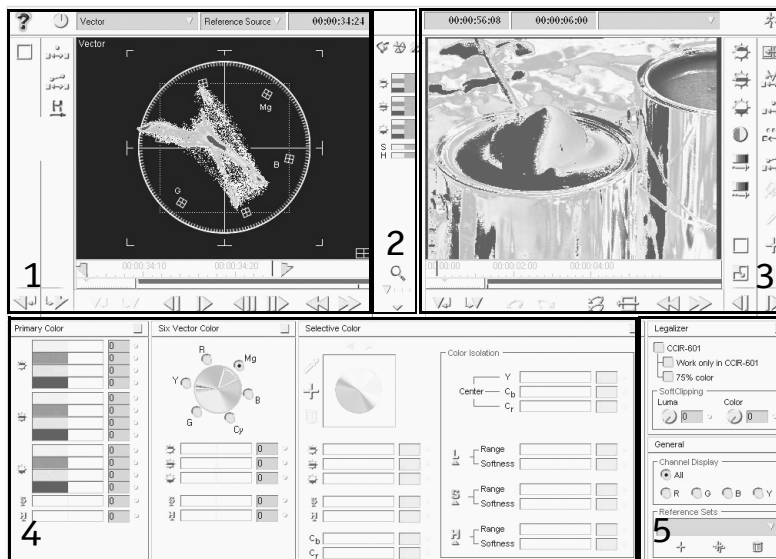 Vector Reference Source 00:00:34:24
Vector
Mg
B
G
00:00:34:10 00:00:34:20
1
S
H
2
00:00:56:08 00:00:06:00
00:00 00:00:02:00 00:00:04:00
3
Primary Color
0
0
0
0
0
0
0
0
0
0
0
0
S 0
H 0
4
Six Vector Color
R
Mg
Y
B
G
Cy
0
0
0
S 0
H 0
Selective Color
S
H
Cb
Cr
Color Isolation
Y
Center Cb
Cr
L Range
Softness
S Range
Softness
H Range
Softness
Legalizer
CCIR-601
Work only in CCIR-601
75% color
SoftClipping
Luma Color
0 0
General
Channel Display
All
R G B Y
Reference Sets
5